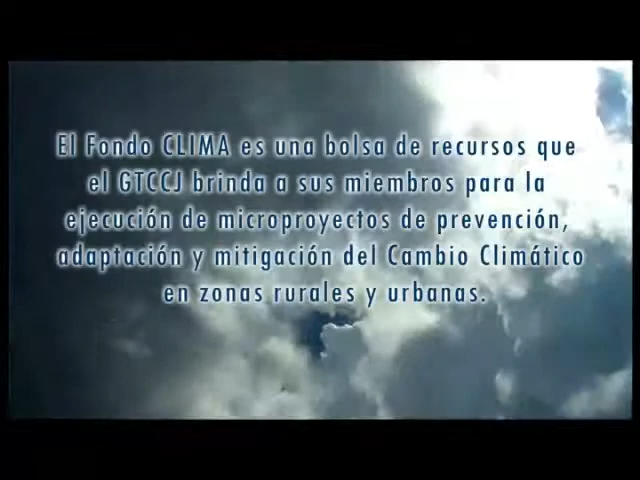 El Fondo CLIMA es una bolsa de recursos que
el GTCCJ brinda a sus miembros para la
ejecución de microproyectos de prevención,
adaptación y mitigación del Cambio Climático
en zonas rurales y urbanas.